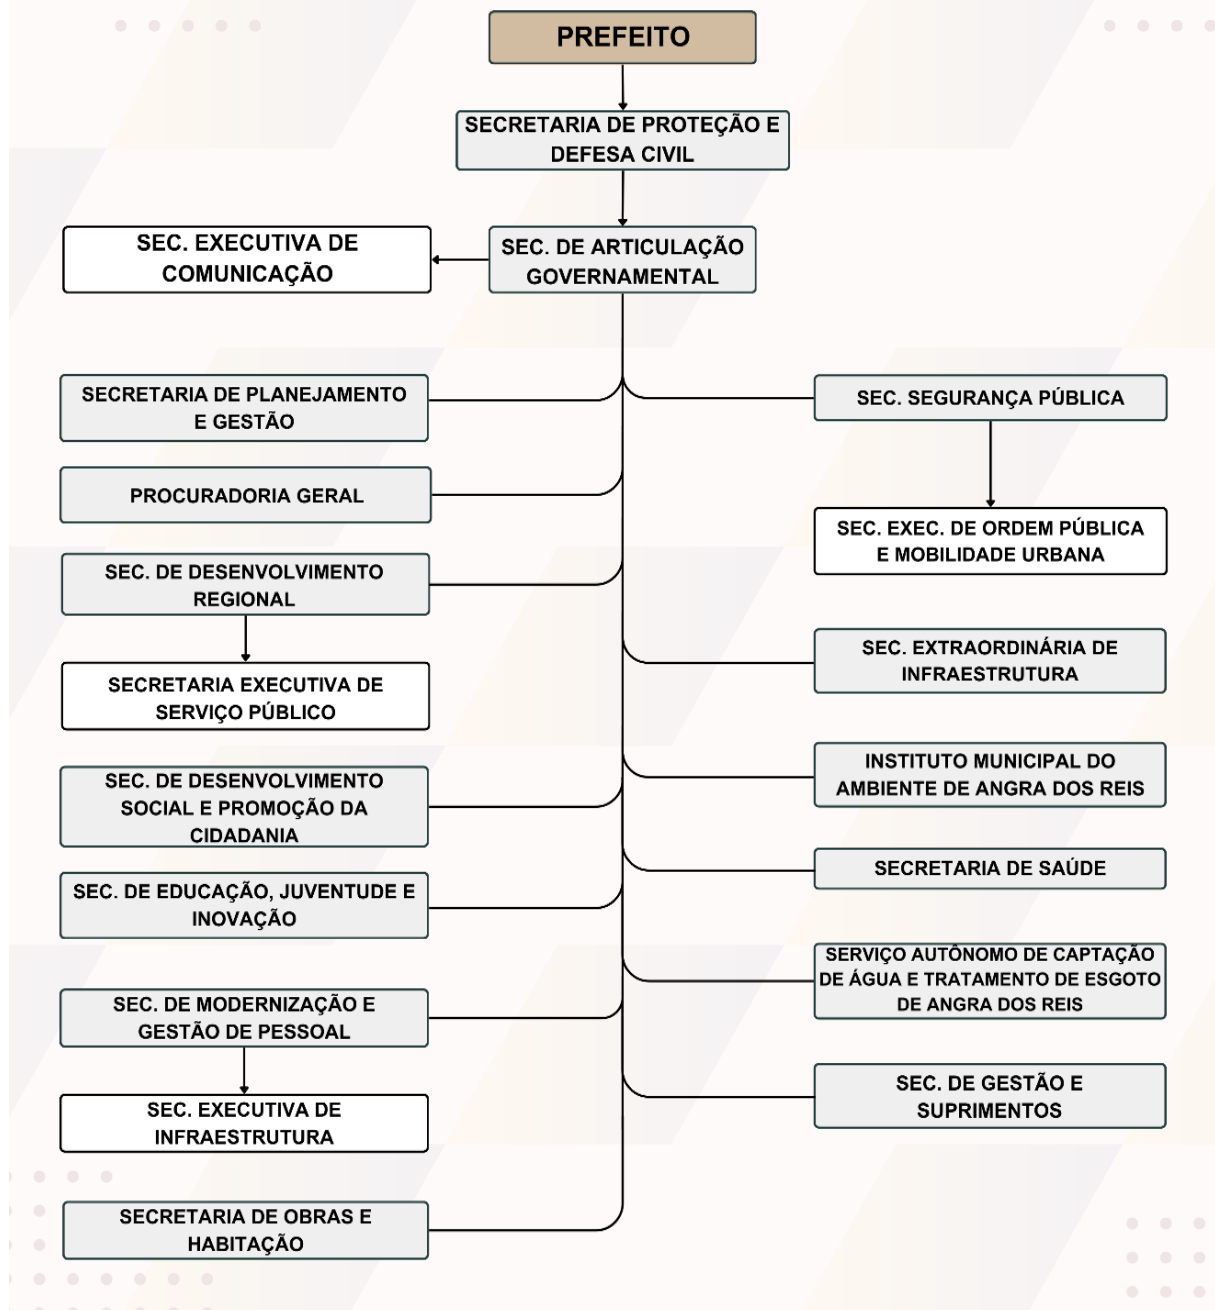 PREFEITO
SECRETARIA DE PROTEÇÃO E
DEFESA CIVIL
SEC. EXECUTIVA DE
COMUNICAÇÃO
SEC. DE ARTICULAÇÃO
GOVERNAMENTAL
SECRETARIA DE PLANEJAMENTO
E GESTÃO
PROCURADORIA GERAL
SEC. DE DESENVOLVIMENTO
REGIONAL
SECRETARIA EXECUTIVA DE
SERVIÇO PÚBLICO
SEC. DE DESENVOLVIMENTO
SOCIAL E PROMOÇÃO DA
CIDADANIA
SEC. DE EDUCAÇÃO, JUVENTUDE E
INOVAÇÃO
SEC. DE MODERNIZAÇÃO E
GESTÃO DE PESSOAL
SEC. EXECUTIVA DE
INFRAESTRUTURA
SECRETARIA DE OBRAS E
HABITAÇÃO
SEC. SEGURANÇA PÚBLICA
SEC. EXEC. DE ORDEM PÚBLICA
E MOBILIDADE URBANA
SEC. EXTRAORDINÁRIA DE
INFRAESTRUTURA
INSTITUTO MUNICIPAL DO
AMBIENTE DE ANGRA DOS REIS
SECRETARIA DE SAÚDE
SERVIÇO AUTÔNOMO DE CAPTAÇÃO
DE ÁGUA E TRATAMENTO DE ESGOTO
DE ANGRA DOS REIS
SEC. DE GESTÃO E
SUPRIMENTOS